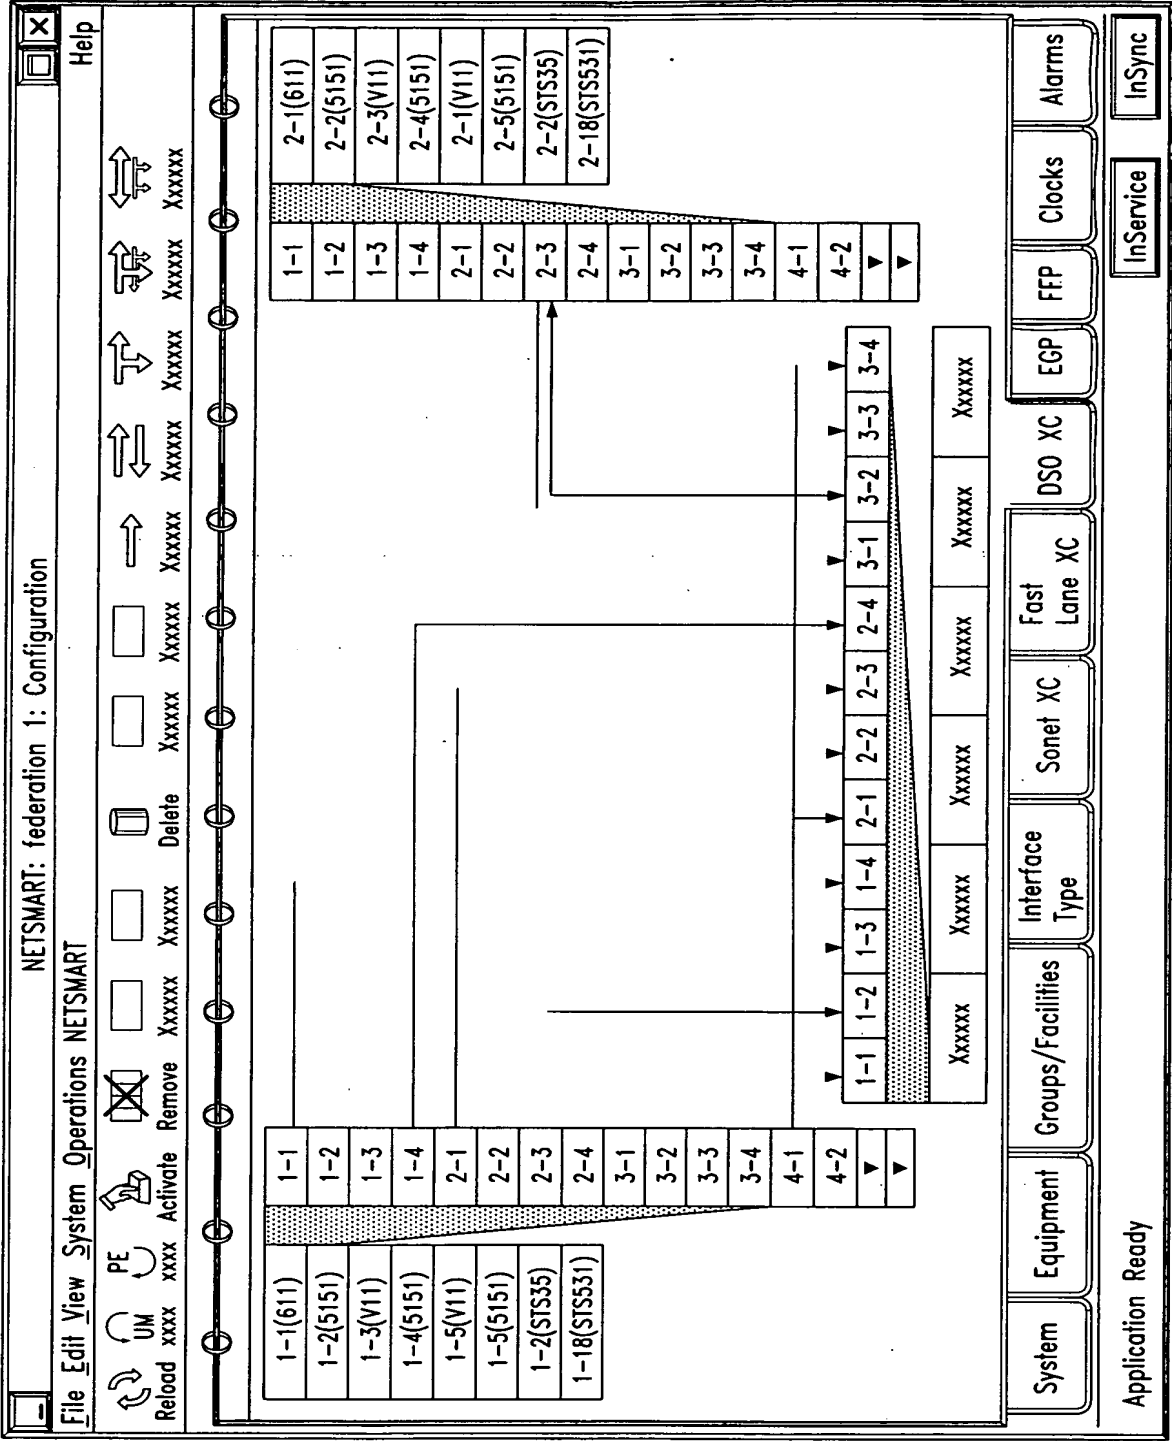 NETSMART: federation 1: Configuration
File Edit View System Operations NETSMART Help
UM PE
Reload xxxx xxxx Activate Remove Xxxxxx Xxxxxx Delete Xxxxxx Xxxxxx Xxxxxx Xxxxxx Xxxxxx Xxxxxx Xxxxxx
1-1(611)
1-2(5151)
1-3(V11)
1-4(5151)
1-5(V11)
1-5(5151)
1-2(STS35)
1-18(STS531)
1-1
1-2
1-3
1-4
2-1
2-2
2-3
2-4
3-1
3-2
3-3
3-4
4-1
4-2
1-1
1-2
1-3
1-4
2-1
2-2
2-3
2-4
3-1
3-2
3-3
3-4
4-1
4-2
2-1(611)
2-2(5151)
2-3(V11)
2-4(5151)
2-1(V11)
2-5(5151)
2-2(STS35)
2-18(STS531)
1-1 1-2 1-3 1-4 2-1 2-2 2-3 2-4 3-1 3-2 3-3 3-4
Xxxxxx Xxxxxx Xxxxxx Xxxxxx Xxxxxx Xxxxxx
System Equipment Groups/Facilities Interface Type Sonet XC Fast Lane XC DSO XC EGP FFP Clocks Alarms
Application Ready InService InSync